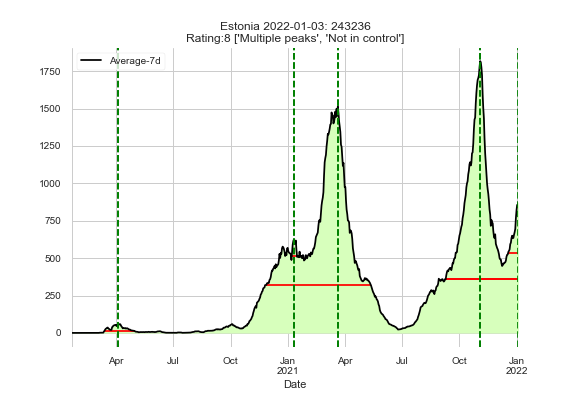 Estonia 2022-01-03: 243236
Rating:8 ['Multiple peaks', 'Not in control']
Average-7d
1750
1500
1250
1000
750
500
250
0
Apr Jul Oct Jan Apr Jul Oct Jan
2021 2022
Date